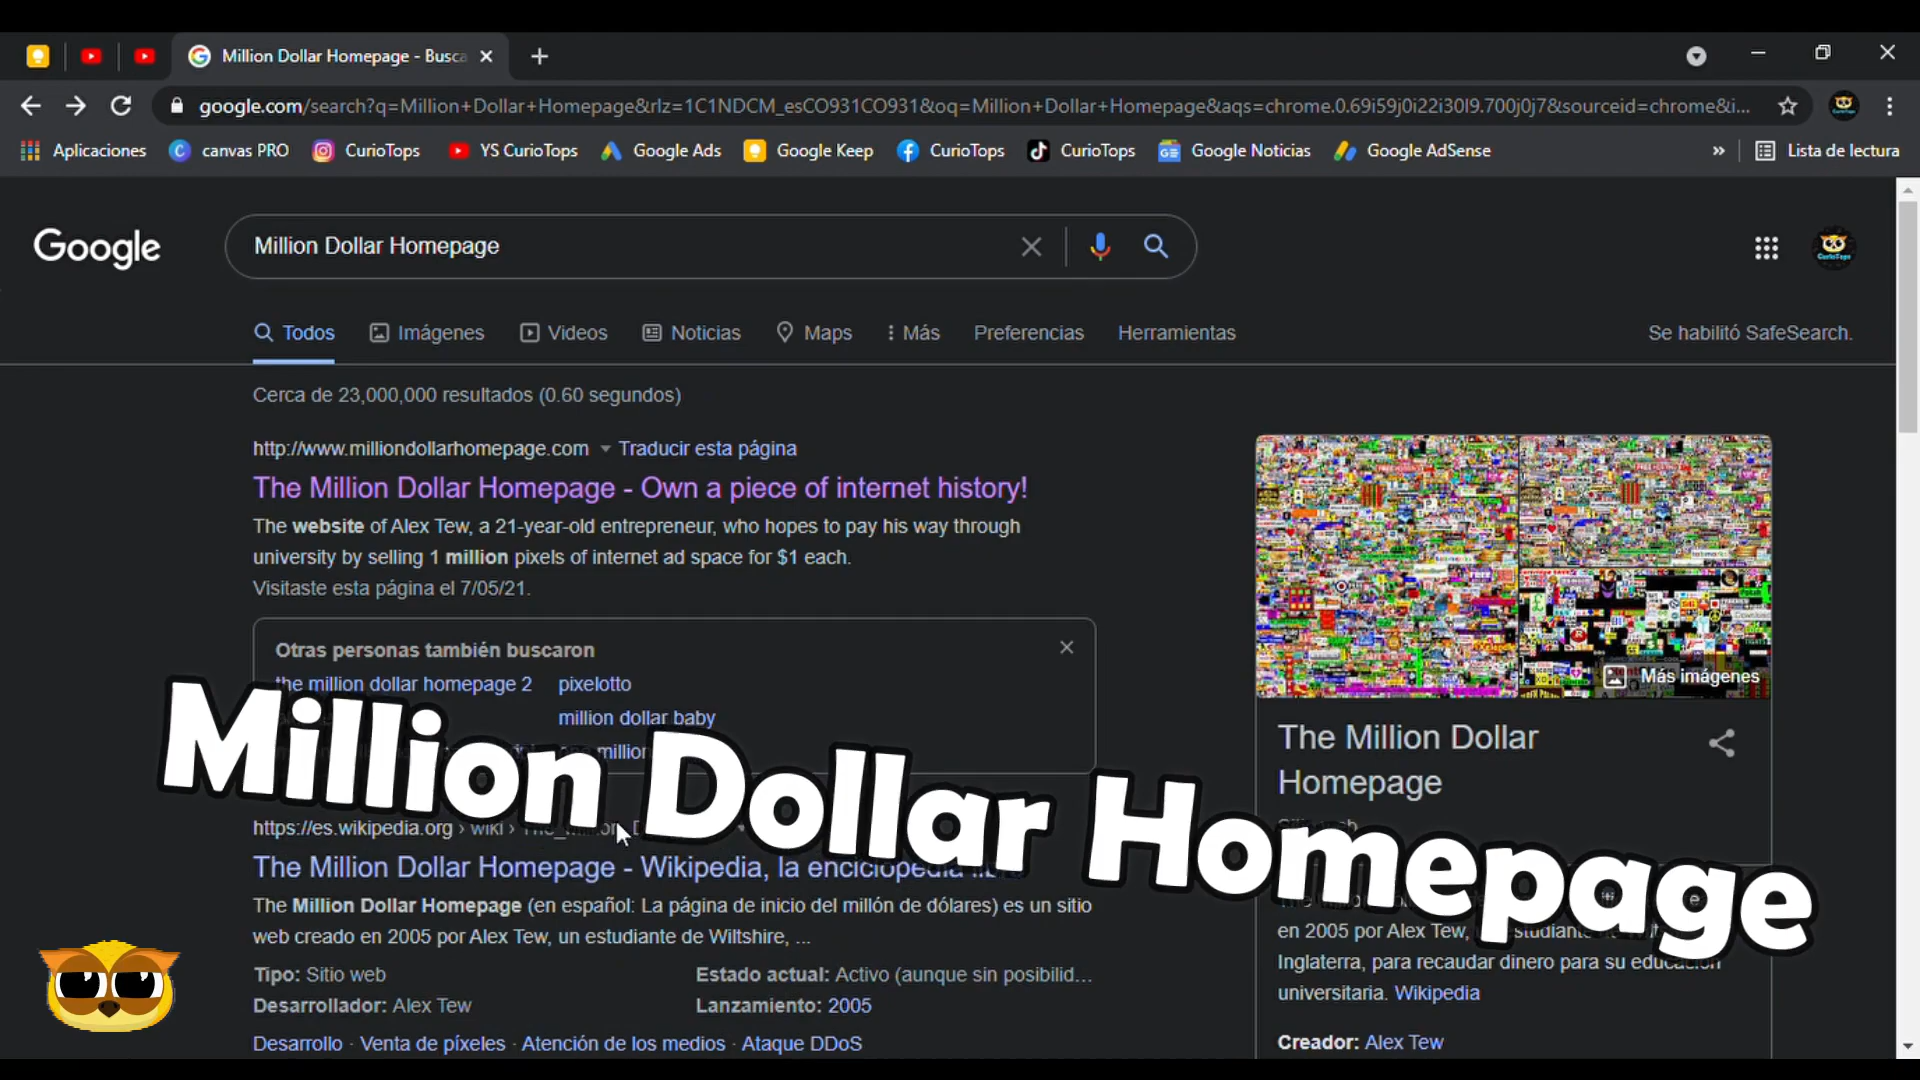 Million Dollar Homepage - Busca
google.com/search?q=Million+Dollar+Homepage&rlz=1C1NDCM_esCO931CO931&oq=Million+Dollar+Homepage&aqs=chrome.0.69i59j0i22i30l9.700j0j7&sourceid=chrome&i...
Aplicaciones canvas PRO CurioTops YS CurioTops Google Ads Google Keep CurioTops CurioTops Google Noticias Google AdSense » Lista de lectura
Google Million Dollar Homepage CurioTops
Todos Imágenes Videos Noticias Maps Más Preferencias Herramientas Se habilitó SafeSearch.
Cerca de 23,000,000 resultados (0.60 segundos)
http://www.milliondollarhomepage.com Traducir esta página
The Million Dollar Homepage - Own a piece of internet history!
The website of Alex Tew, a 21-year-old entrepreneur, who hopes to pay his way through
university by selling 1 million pixels of internet ad space for $1 each.
Visitaste esta página el 7/05/21.
Otras personas también buscaron
the million dollar homepage 2 pixelotto
million dollar baby
million
Más imágenes
The Million Dollar
Homepage
Million Dollar Homepage
https://es.wikipedia.org › wiki ›
The Million Dollar Homepage - Wikipedia, la enciclopedia
The Million Dollar Homepage (en español: La página de inicio del millón de dólares) es un sitio
web creado en 2005 por Alex Tew, un estudiante de Wiltshire, ...
Tipo: Sitio web Estado actual: Activo (aunque sin posibilid...
Desarrollador: Alex Tew Lanzamiento: 2005
Desarrollo · Venta de píxeles · Atención de los medios · Ataque DDoS
en 2005 por Alex Tew,
Inglaterra, para recaudar dinero para su educación
universitaria. Wikipedia
Creador: Alex Tew